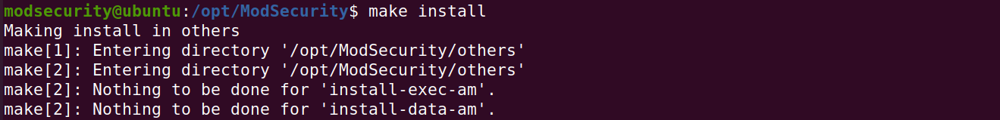 modsecurity@ubuntu:/opt/ModSecurity$ make install
Making install in others
make[1]: Entering directory '/opt/ModSecurity/others'
make[2]: Entering directory '/opt/ModSecurity/others'
make[2]: Nothing to be done for 'install-exec-am'.
make[2]: Nothing to be done for 'install-data-am'.